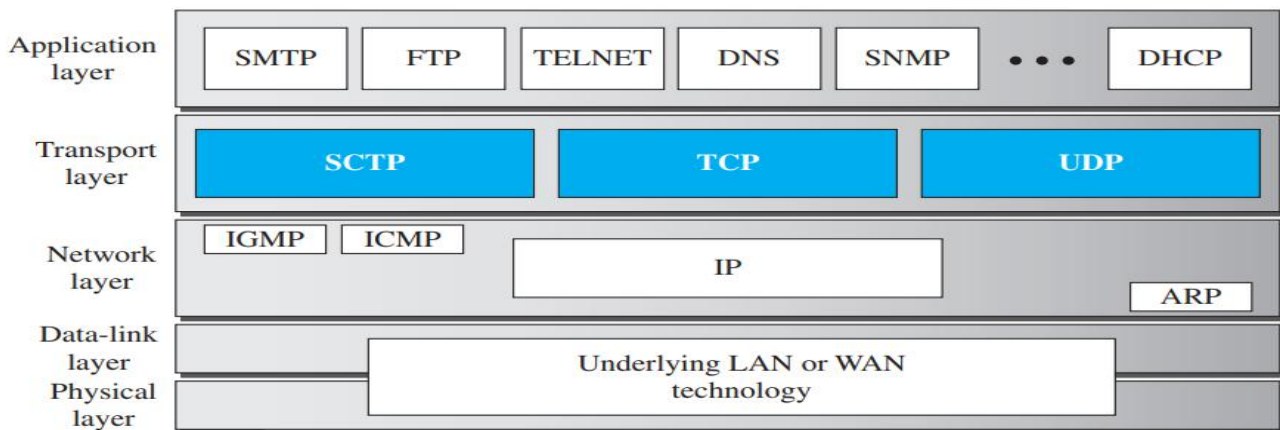 Application
layer
SMTP FTP TELNET DNS SNMP • • • DHCP
Transport
layer
SCTP TCP UDP
Network
layer
IGMP ICMP IP ARP
Data-link
layer
Physical
layer
Underlying LAN or WAN
technology